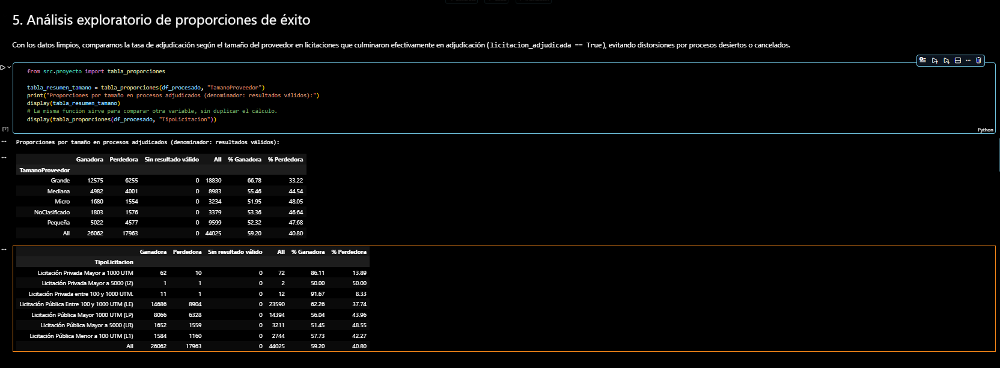 5. Análisis exploratorio de proporciones de éxito
Con los datos limpios, comparamos la tasa de adjudicación según el tamaño del proveedor en licitaciones que culminaron efectivamente en adjudicación (licitacion_adjudicada == True), evitando distorsiones por procesos desiertos o cancelados.
from src.proyecto import tabla_proporciones
tabla_resumen_tamano = tabla_proporciones(df_procesado, "TamanoProveedor")
print("Proporciones por tamaño en procesos adjudicados (denominador: resultados válidos):")
display(tabla_resumen_tamano)
# La misma función sirve para comparar otra variable, sin duplicar el cálculo.
display(tabla_proporciones(df_procesado, "TipoLicitacion"))
[7]
Python
Proporciones por tamaño en procesos adjudicados (denominador: resultados válidos):
Ganadora Perdedora Sin resultado válido All % Ganadora % Perdedora
TamanoProveedor
Grande 12575 6255 0 18830 66.78 33.22
Mediana 4982 4001 0 8983 55.46 44.54
Micro 1680 1554 0 3234 51.95 48.05
NoClasificado 1803 1576 0 3379 53.36 46.64
Pequeña 5022 4577 0 9599 52.32 47.68
All 26062 17963 0 44025 59.20 40.80
Ganadora Perdedora Sin resultado válido All % Ganadora % Perdedora
TipoLicitacion
Licitación Privada Mayor a 1000 UTM 62 10 0 72 86.11 13.89
Licitación Privada Mayor a 5000 (I2) 1 1 0 2 50.00 50.00
Licitación Privada entre 100 y 1000 UTM. 11 1 0 12 91.67 8.33
Licitación Pública Entre 100 y 1000 UTM (LE) 14686 8904 0 23590 62.26 37.74
Licitación Pública Mayor 1000 UTM (LP) 8066 6328 0 14394 56.04 43.96
Licitación Pública Mayor a 5000 (LR) 1652 1559 0 3211 51.45 48.55
Licitación Pública Menor a 100 UTM (L1) 1584 1160 0 2744 57.73 42.27
All 26062 17963 0 44025 59.20 40.80